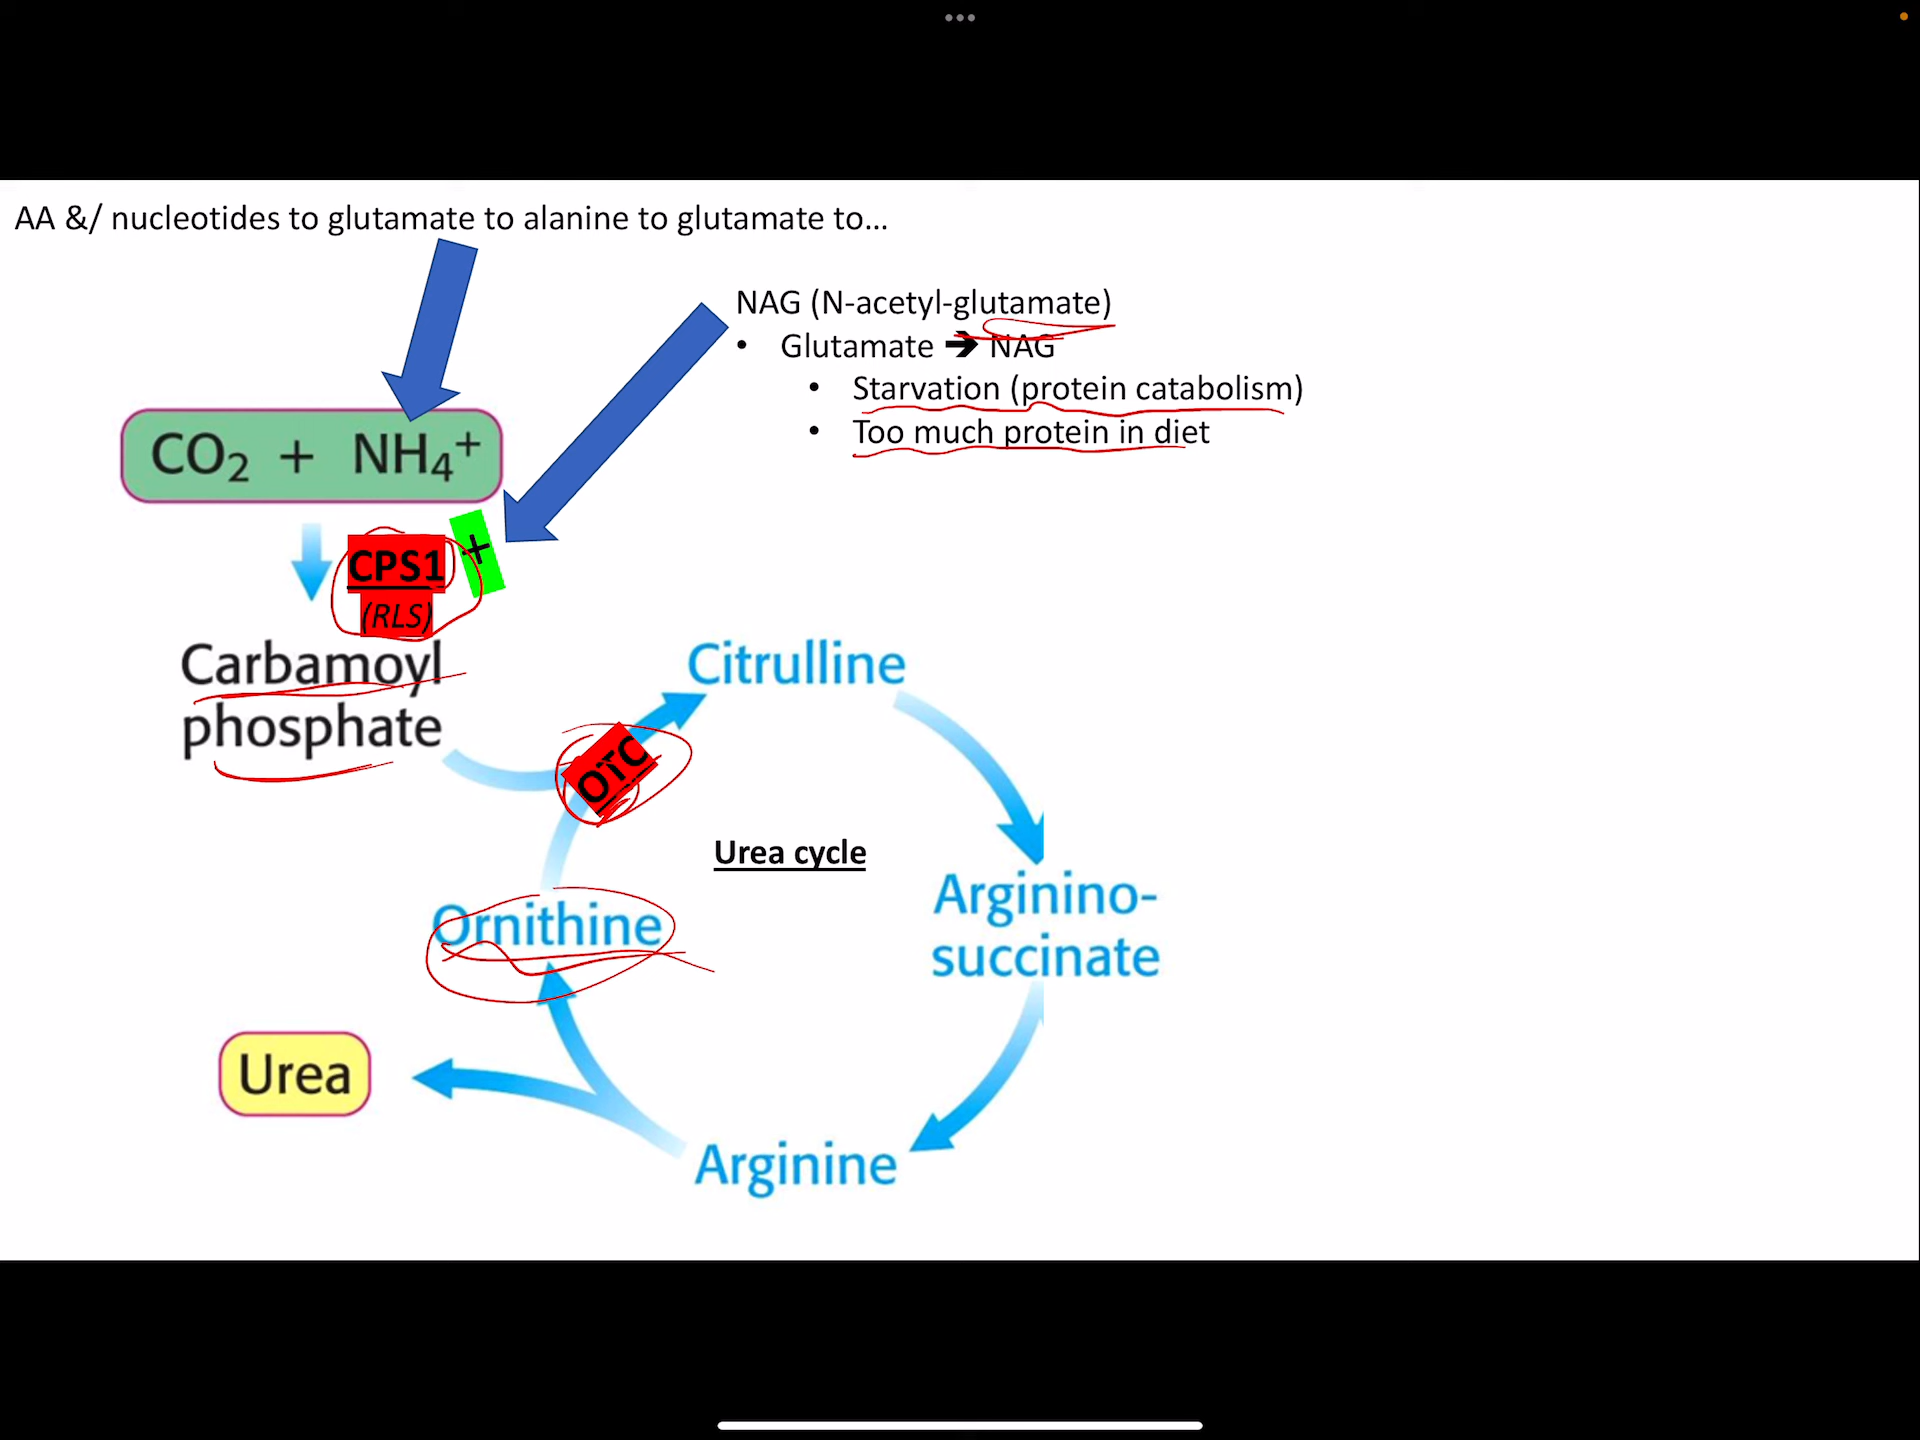 AA &/ nucleotides to glutamate to alanine to glutamate to...
NAG (N-acetyl-glutamate)
• Glutamate ➔ NAG
• Starvation (protein catabolism)
• Too much protein in diet
CO₂ + NH₄⁺
CPS1
+
(RLS)
Carbamoyl
phosphate
Citrulline
OTC
Urea cycle
Ornithine
Arginino-
succinate
Urea
Arginine